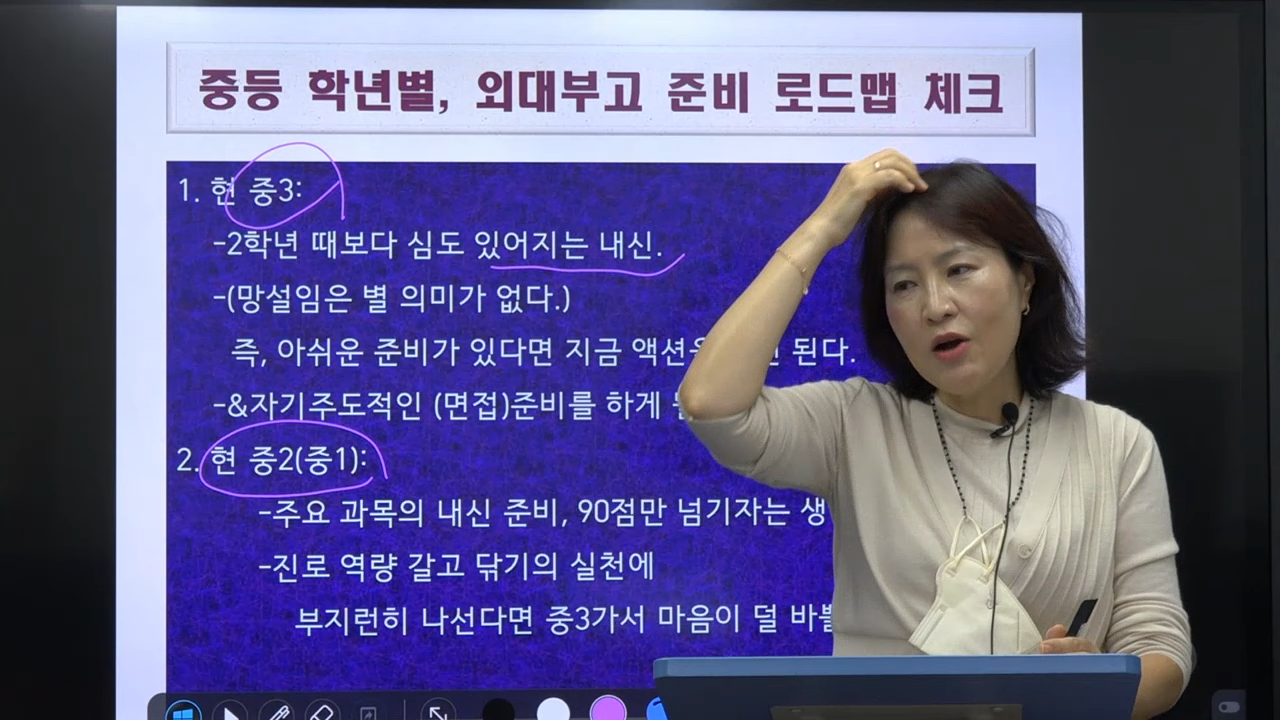 중등 학년별, 외대부고 준비 로드맵 체크
1. 현 중3:
-2학년 때보다 심도 있어지는 내신.
-(망설임은 별 의미가 없다.)
즉, 아쉬운 준비가 있다면 지금 된다.
-&자기주도적인 (면접)준비를 하게
2. 현 중2(중1):
-주요 과목의 내신 준비, 90점만 넘기자는
-진로 역량 갈고 닦기의 실천에
부지런히 나선다면 중3가서 마음이 덜